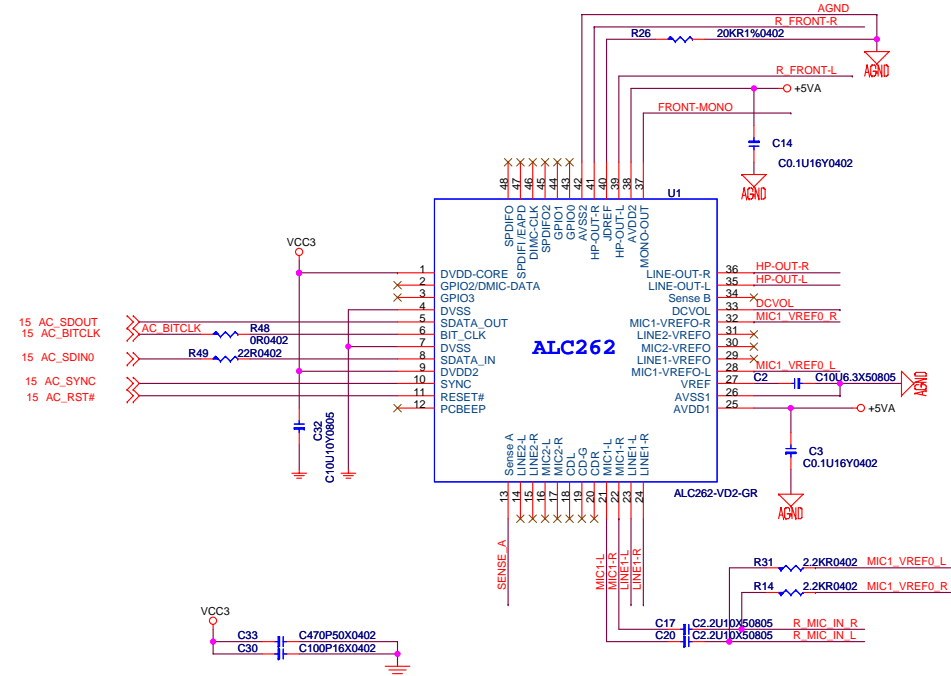 AGND
R_FRONT-R
R26
20KR1%0402
AGND
R_FRONT-L
+5VA
FRONT-MONO
C14
C0.1U16Y0402
AGND
48
47
46
45
44
43
42
41
40
39
38
37
U1
SPDIFO
SPDIFI/EAPD
DIMC-CLK
SPDIFO2
GPIO1
GPIO0
AVSS2
HP-OUT-R
JDREF
HP-OUT-L
AVDD2
MONO-OUT
VCC3
1 DVDD-CORE
2 GPIO2/DMIC-DATA
3 GPIO3
4 DVSS
15 AC_SDOUT 5 SDATA_OUT
15 AC_BITCLK AC_BITCLK R48 0R0402 6 BIT_CLK
7 DVSS
15 AC_SDIN0 R49 22R0402 8 SDATA_IN
9 DVDD2
15 AC_SYNC 10 SYNC
15 AC_RST# 11 RESET#
12 PCBEEP
ALC262
LINE-OUT-R 36 HP-OUT-R
LINE-OUT-L 35 HP-OUT-L
Sense B 34
DCVOL 33 DCVOL
MIC1-VREFO-R 32 MIC1_VREF0_R
LINE2-VREFO 31
MIC2-VREFO 30
LINE1-VREFO 29
MIC1-VREFO-L 28 MIC1_VREF0_L
VREF 27 C2 C10U6.3X50805
AVSS1 26
AVDD1 25
AGND
+5VA
C32
C10U10Y0805
C3
C0.1U16Y0402
AGND
Sense A
LINE2-L
LINE2-R
MIC2-L
MIC2-R
CDL
CD-G
CDR
MIC1-L
MIC1-R
LINE1-L
LINE1-R
ALC262-VD2-GR
13
14
15
16
17
18
19
20
21
22
23
24
SENSE_A
MIC1-L
MIC1-R
LINE1-L
LINE1-R
R31 2.2KR0402 MIC1_VREF0_L
R14 2.2KR0402 MIC1_VREF0_R
C17 C2.2U10X50805 R_MIC_IN_R
C20 C2.2U10X50805 R_MIC_IN_L
VCC3
C33 C470P50X0402
C30 C100P16X0402